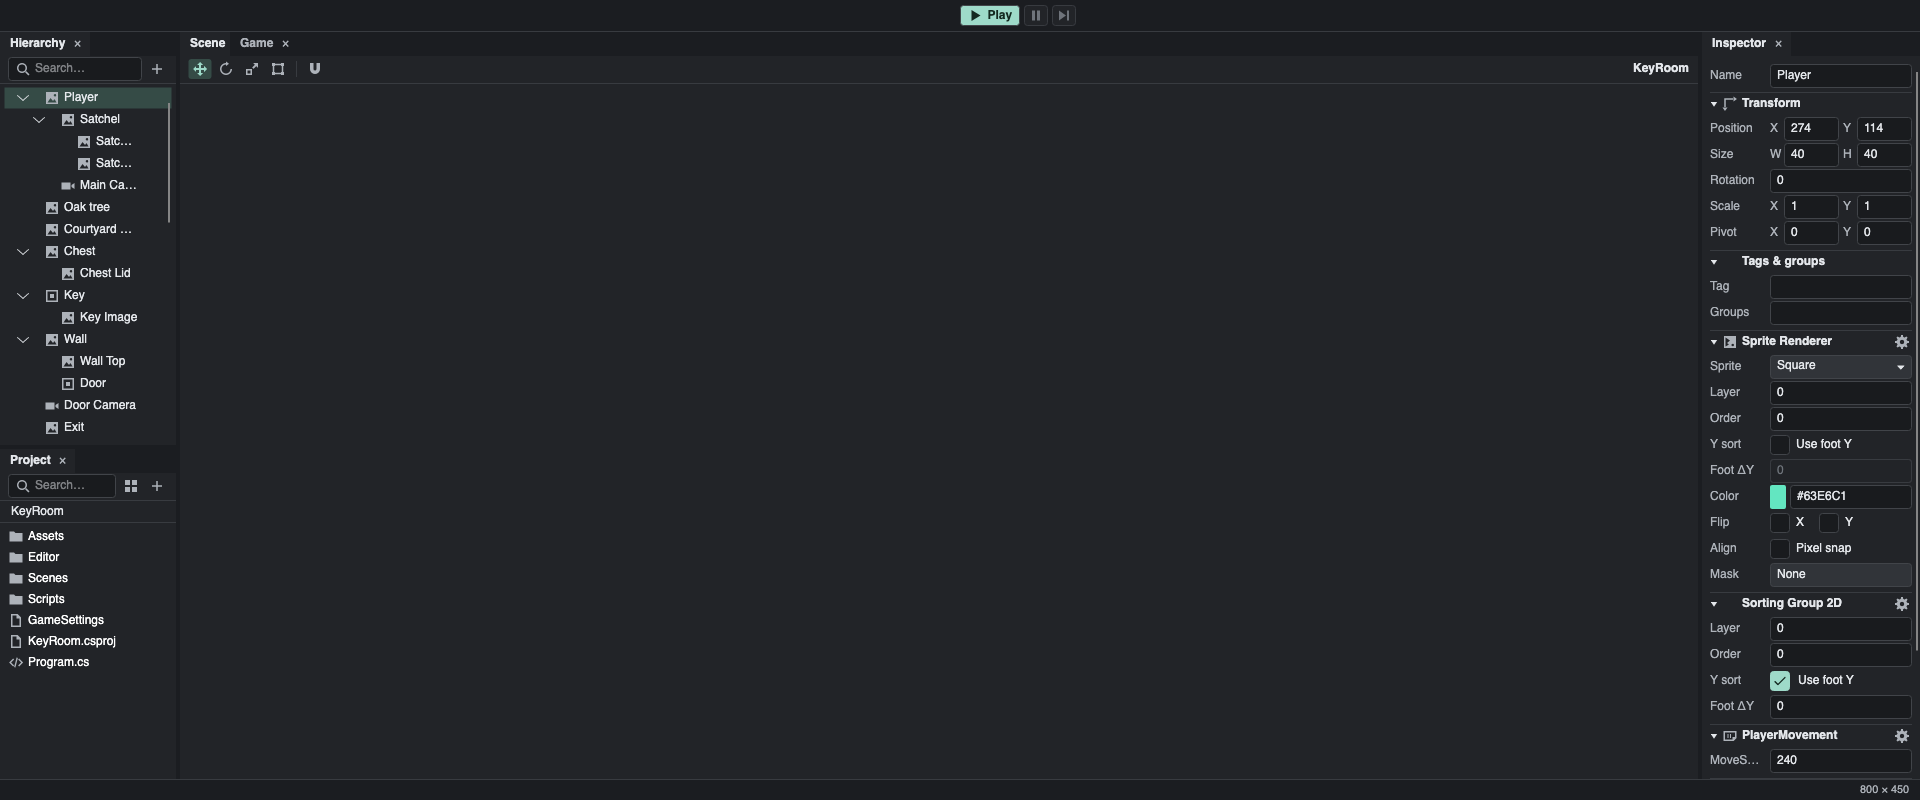 Play
Hierarchy ×
Scene Game ×
Inspector ×
Search...
KeyRoom
Name Player
Player
Satchel
Satc...
Satc...
Main Ca...
Oak tree
Courtyard ...
Chest
Chest Lid
Key
Key Image
Wall
Wall Top
Door
Door Camera
Exit
Project ×
Search...
KeyRoom
Assets
Editor
Scenes
Scripts
GameSettings
KeyRoom.csproj
Program.cs
Transform
Position X 274 Y 114
Size W 40 H 40
Rotation 0
Scale X 1 Y 1
Pivot X 0 Y 0
Tags & groups
Tag
Groups
Sprite Renderer
Sprite Square
Layer 0
Order 0
Y sort Use foot Y
Foot ΔY 0
Color #63E6C1
Flip X Y
Align Pixel snap
Mask None
Sorting Group 2D
Layer 0
Order 0
Y sort Use foot Y
Foot ΔY 0
PlayerMovement
MoveS... 240
800 × 450